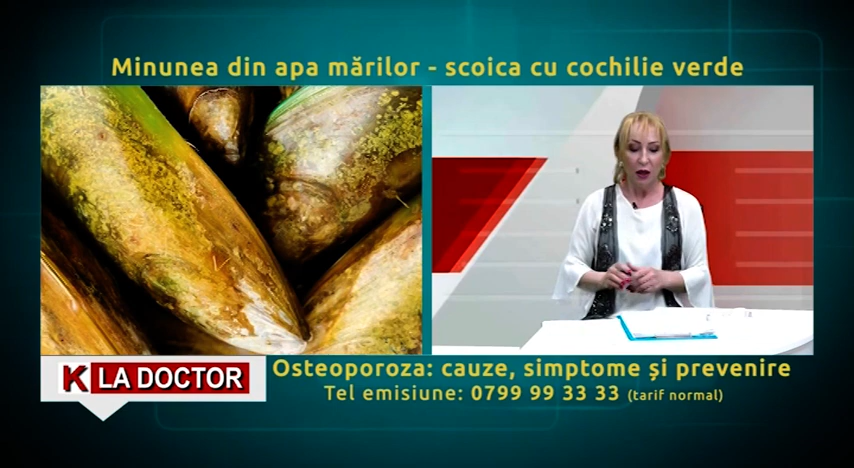 Minunea din apa mărilor - scoica cu cochilie verde
K LA DOCTOR
Osteoporoza: cauze, simptome și prevenire
Tel emisiune: 0799 99 33 33 (tarif normal)